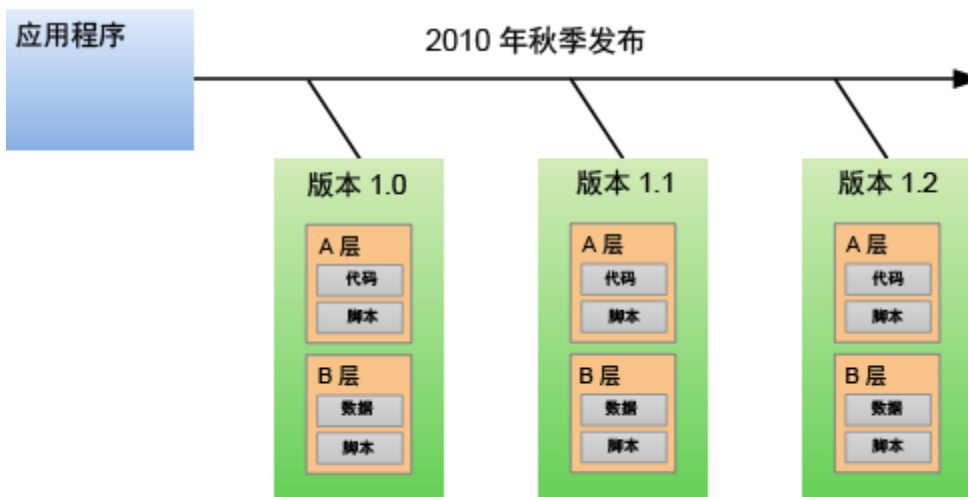 应用程序
2010 年秋季发布
版本 1.0
A 层
代码
脚本
B 层
数据
脚本
版本 1.1
A 层
代码
脚本
B 层
数据
脚本
版本 1.2
A 层
代码
脚本
B 层
数据
脚本